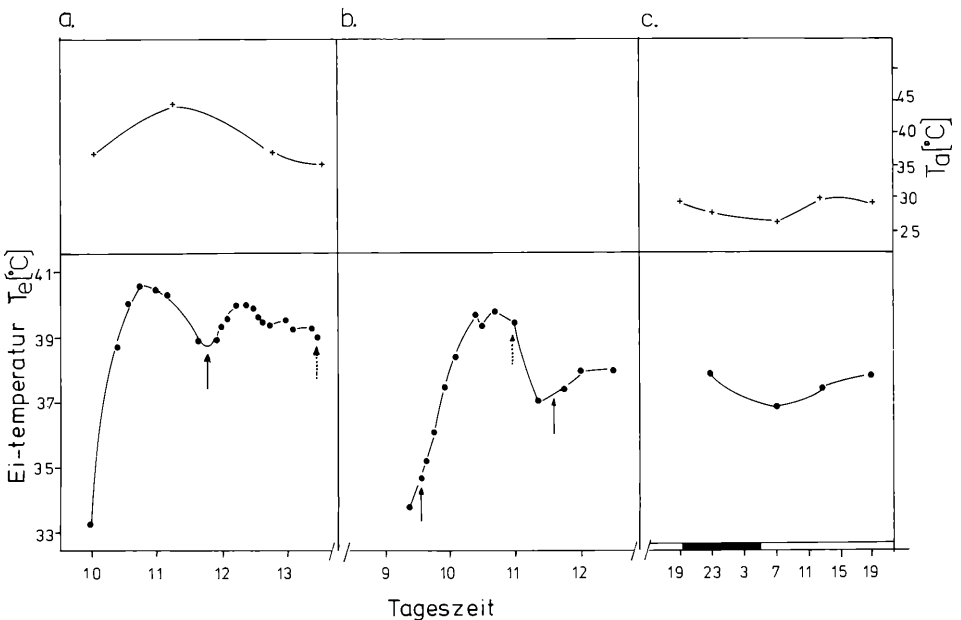 a.
b.
c.
45
40
35
30
25
Ta[°C]
Ei-temperatur Te[°C]
41
39
37
35
33
10 11 12 13
9 10 11 12
19 23 3 7 11 15 19
Tageszeit